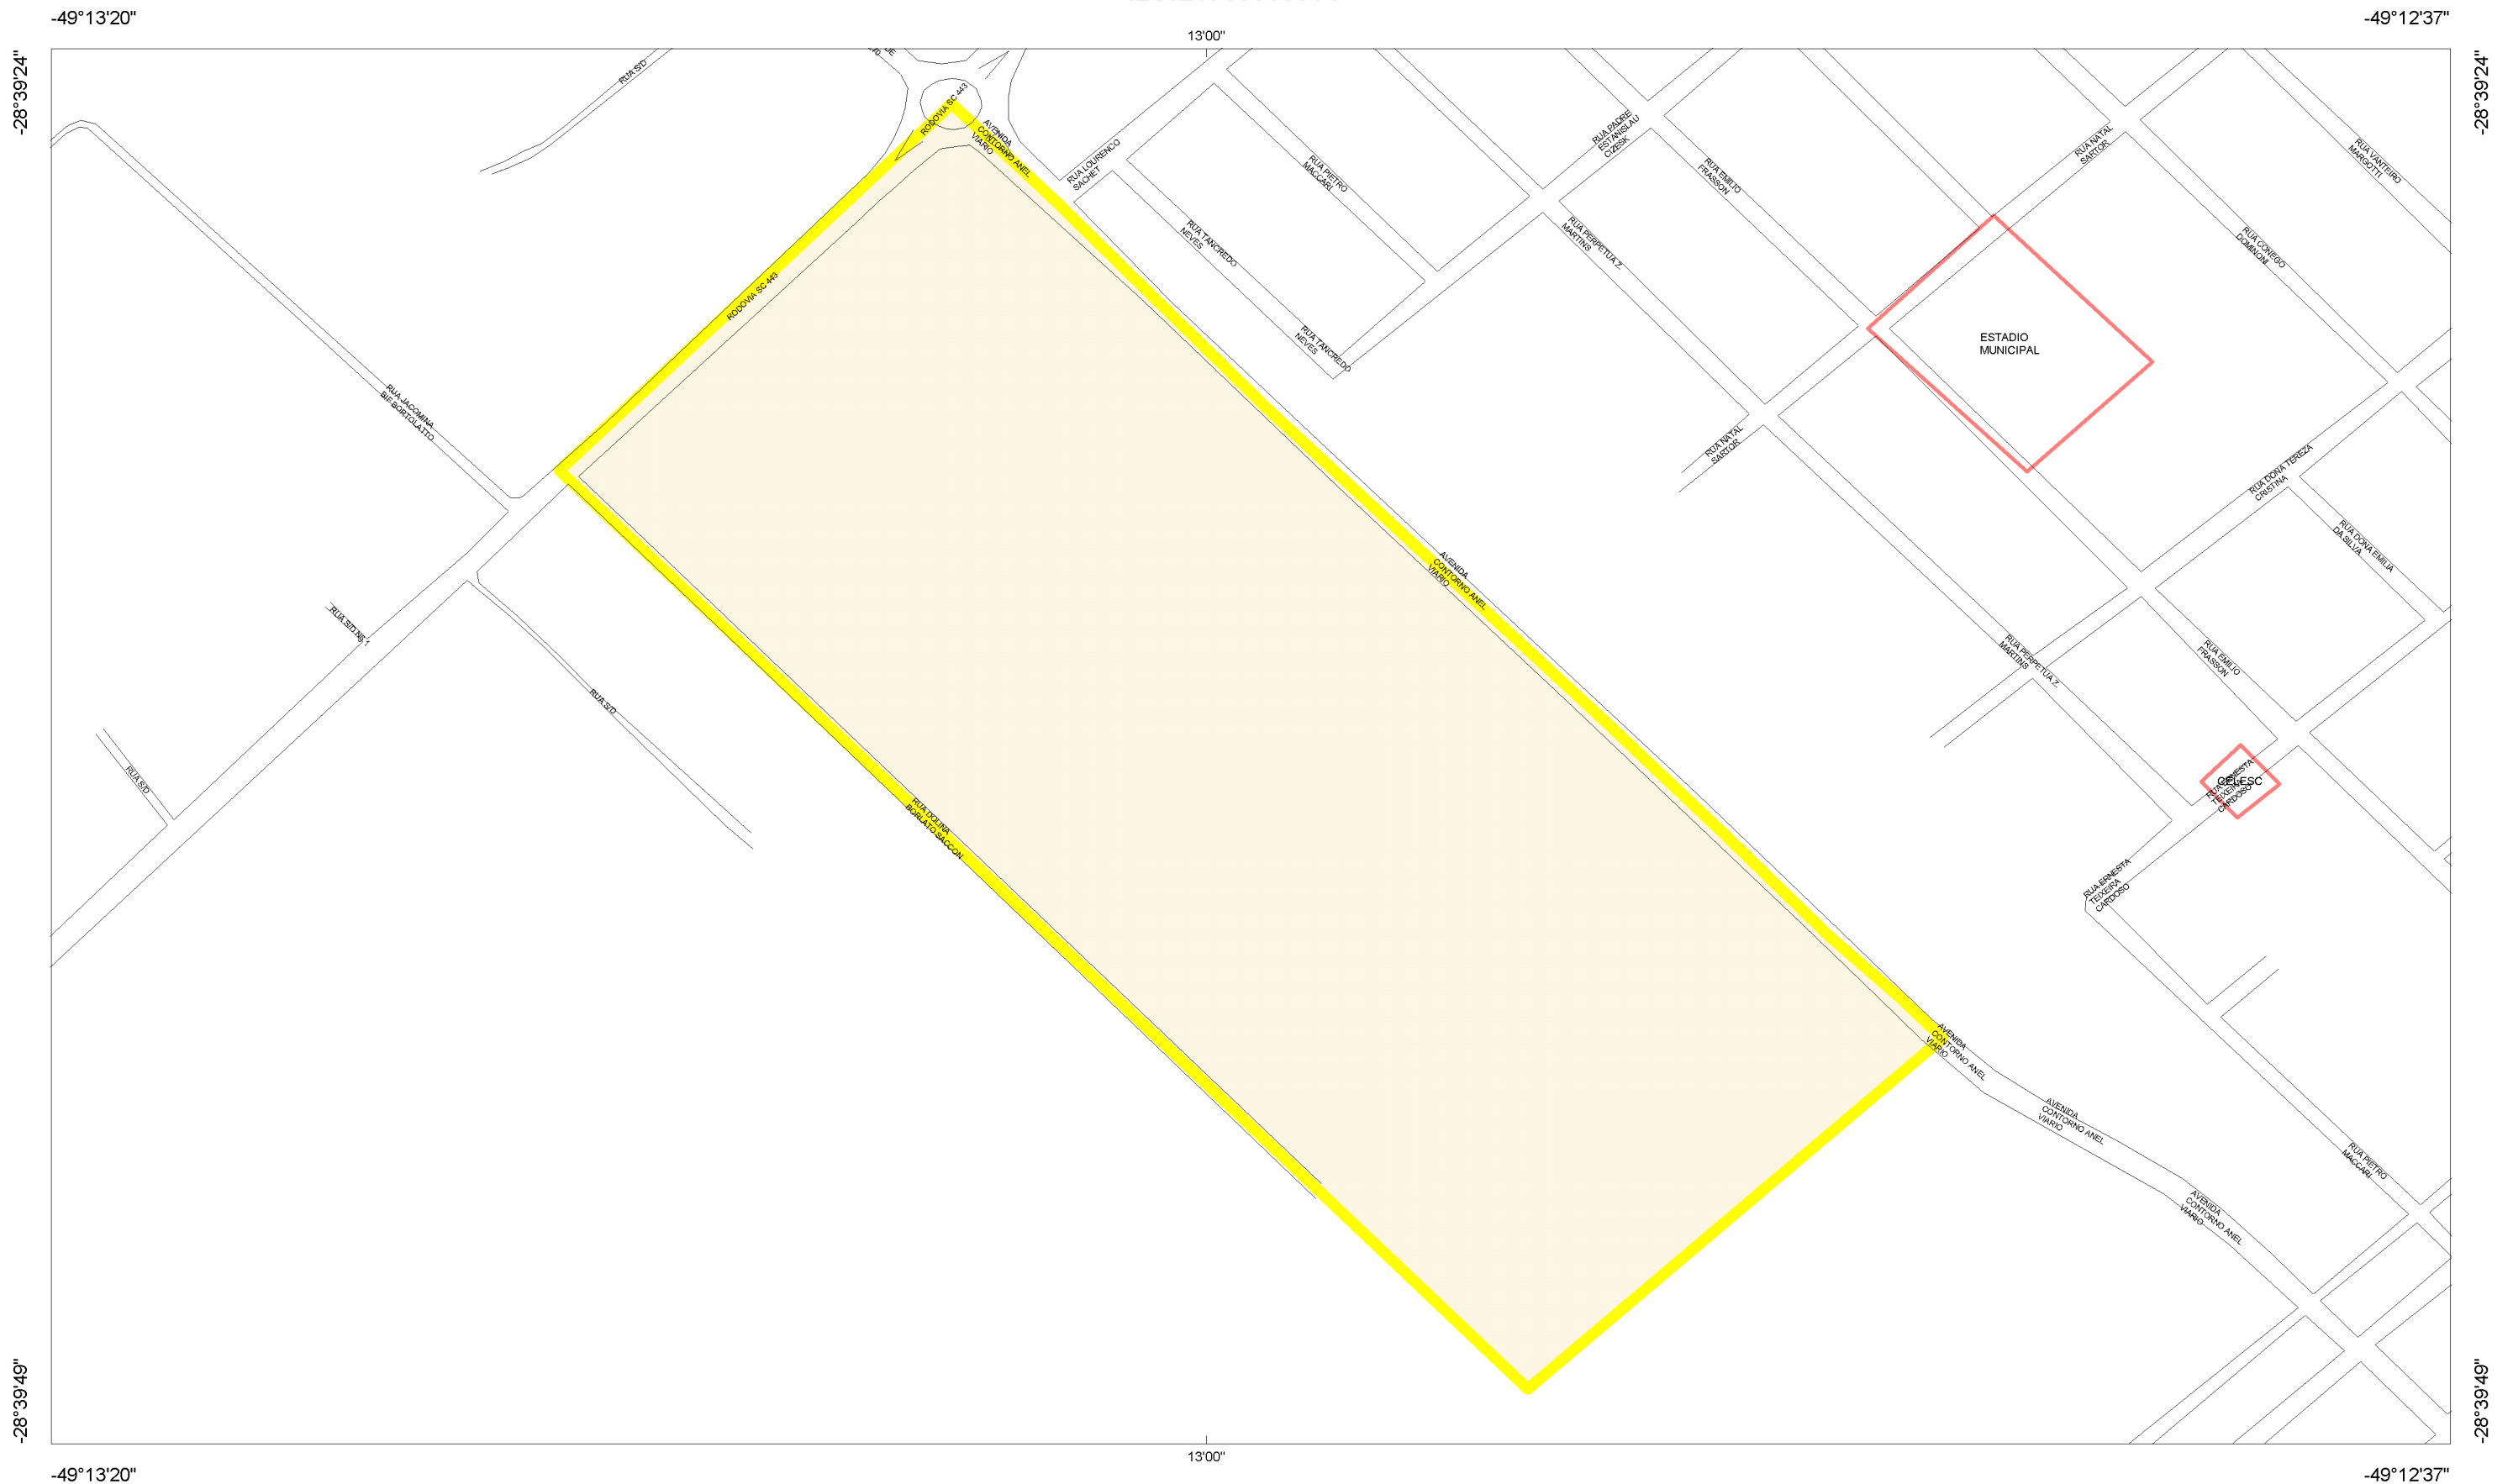 -49°13'20"
-49°12'37"
13'00"
-28°39'24"
-28°39'24"
RUA S/D
RODOVIA SC 443
AVENIDA
CONTORNO ANEL
VIARIO
RUA LOURENCO
SACHET
RUA PIETRO
MACCARI
RUA PADRE
ESTANISLAU
CIZESK
RUA EMILIO
FRASSON
RUA NATAL
SARTOR
RUA VANTEIRO
MARGOTTI
RUA TANCREDO
NEVES
RUA PERPETUA Z.
MARTINS
RUA CONEGO
DOMINONI
RODOVIA SC 443
RUA TANCREDO
NEVES
ESTADIO
MUNICIPAL
RUA JACOMINA
BIF BORTOLATTO
RUA NATAL
SARTOR
RUA DONA TEREZA
CRISTINA
RUA DONA EMILIA
DA SILVA
AVENIDA
CONTORNO ANEL
VIARIO
RUA PERPETUA Z.
MARTINS
RUA EMILIO
FRASSON
RUA S/D
RUA S/D
RUA ERNESTA
TEIXEIRA
CARDOSO
CELESC
RUA DOLINA
BORLATO SACCON
RUA ERNESTA
TEIXEIRA
CARDOSO
AVENIDA
CONTORNO ANEL
VIARIO
AVENIDA
CONTORNO ANEL
VIARIO
RUA PIETRO
MACCARI
AVENIDA
CONTORNO ANEL
VIARIO
-28°39'49"
-28°39'49"
13'00"
-49°13'20"
-49°12'37"